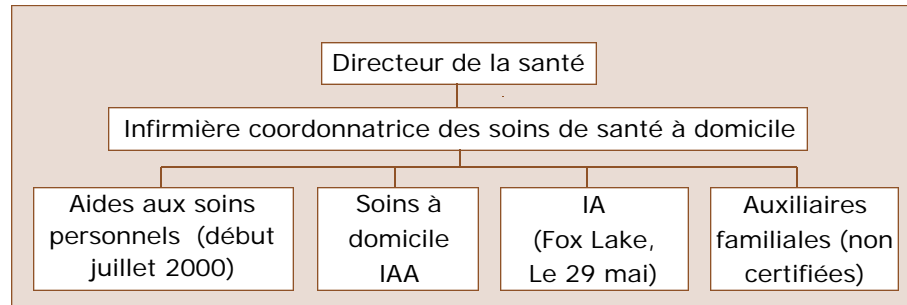 Directeur de la santé
Infirmière coordonnatrice des soins de santé à domicile
Aides aux soins
personnels (début
juillet 2000)
Soins à
domicile
IAA
IA
(Fox Lake,
Le 29 mai)
Auxiliaires
familiales (non
certifiées)